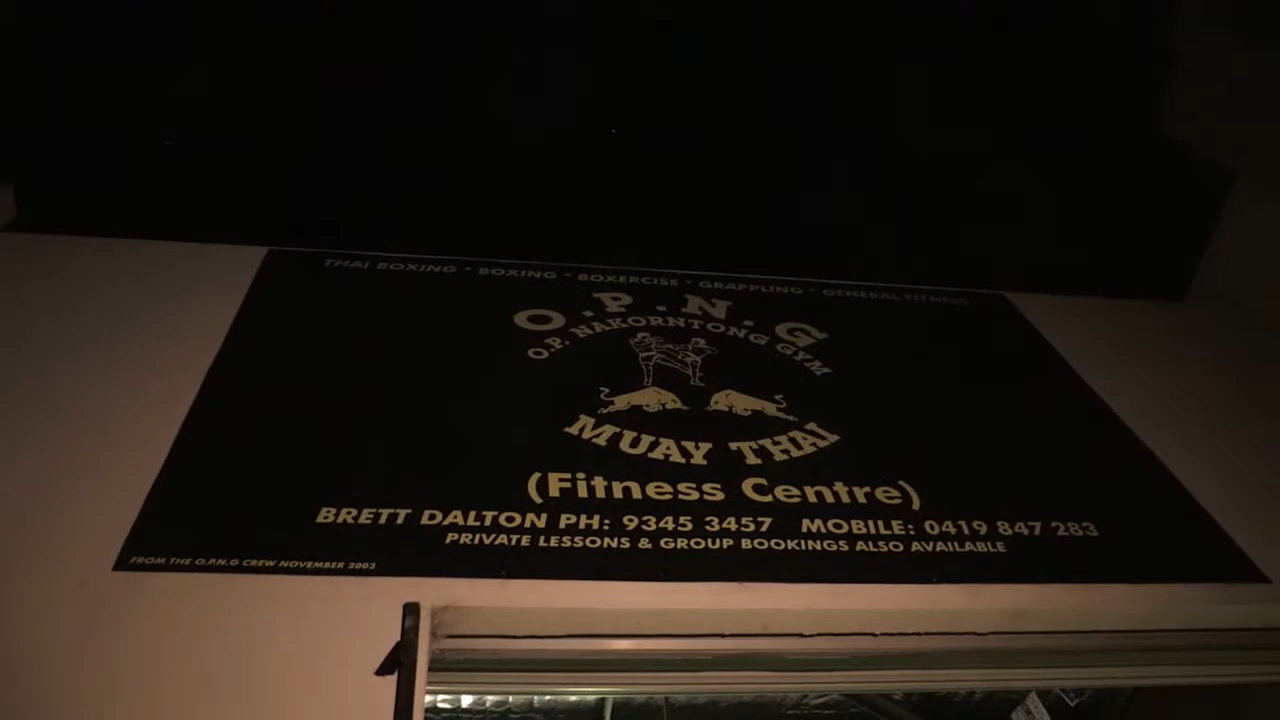 THAI BOXING * BOXING * BOXERCISE * GRAPPLING * GENERAL FITNESS
O.P.N.G
O.P. NAKORNTONG GYM
MUAY THAI
(Fitness Centre)
BRETT DALTON PH: 9345 3457 MOBILE: 0419 847 283
PRIVATE LESSONS & GROUP BOOKINGS ALSO AVAILABLE
FROM THE O.P.N.G CREW NOVEMBER 2003